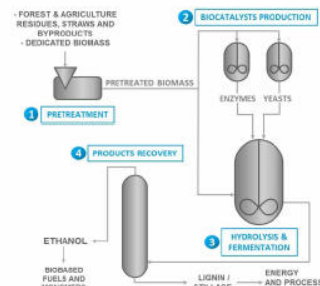 - FOREST & AGRICULTURE
RESIDUES, STRAWS AND
BYPRODUCTS
- DEDICATED BIOMASS
2 BIOCATALYSTS PRODUCTION
PRETREATED BIOMASS
ENZYMES YEASTS
1 PRETREATMENT
4 PRODUCTS RECOVERY
3 HYDROLYSIS &
FERMENTATION
ETHANOL
BIOBASED
FUELS AND
LIGNIN /
ENERGY
AND PROCESS